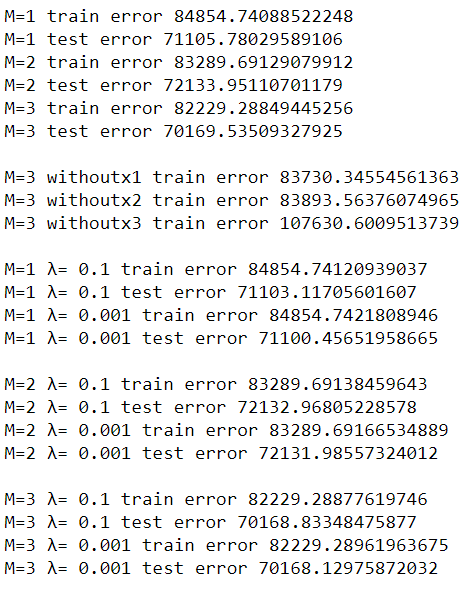 M=1 train error 84854.74088522248
M=1 test error 71105.78029589106
M=2 train error 83289.69129079912
M=2 test error 72133.95110701179
M=3 train error 82229.28849445256
M=3 test error 70169.53509327925
M=3 withoutx1 train error 83730.34554561363
M=3 withoutx2 train error 83893.56376074965
M=3 withoutx3 train error 107630.6009513739
M=1 λ= 0.1 train error 84854.74120939037
M=1 λ= 0.1 test error 71103.11705601607
M=1 λ= 0.001 train error 84854.7421808946
M=1 λ= 0.001 test error 71100.45651958665
M=2 λ= 0.1 train error 83289.69138459643
M=2 λ= 0.1 test error 72132.96805228578
M=2 λ= 0.001 train error 83289.69166534889
M=2 λ= 0.001 test error 72131.98557324012
M=3 λ= 0.1 train error 82229.28877619746
M=3 λ= 0.1 test error 70168.83348475877
M=3 λ= 0.001 train error 82229.28961963675
M=3 λ= 0.001 test error 70168.12975872032